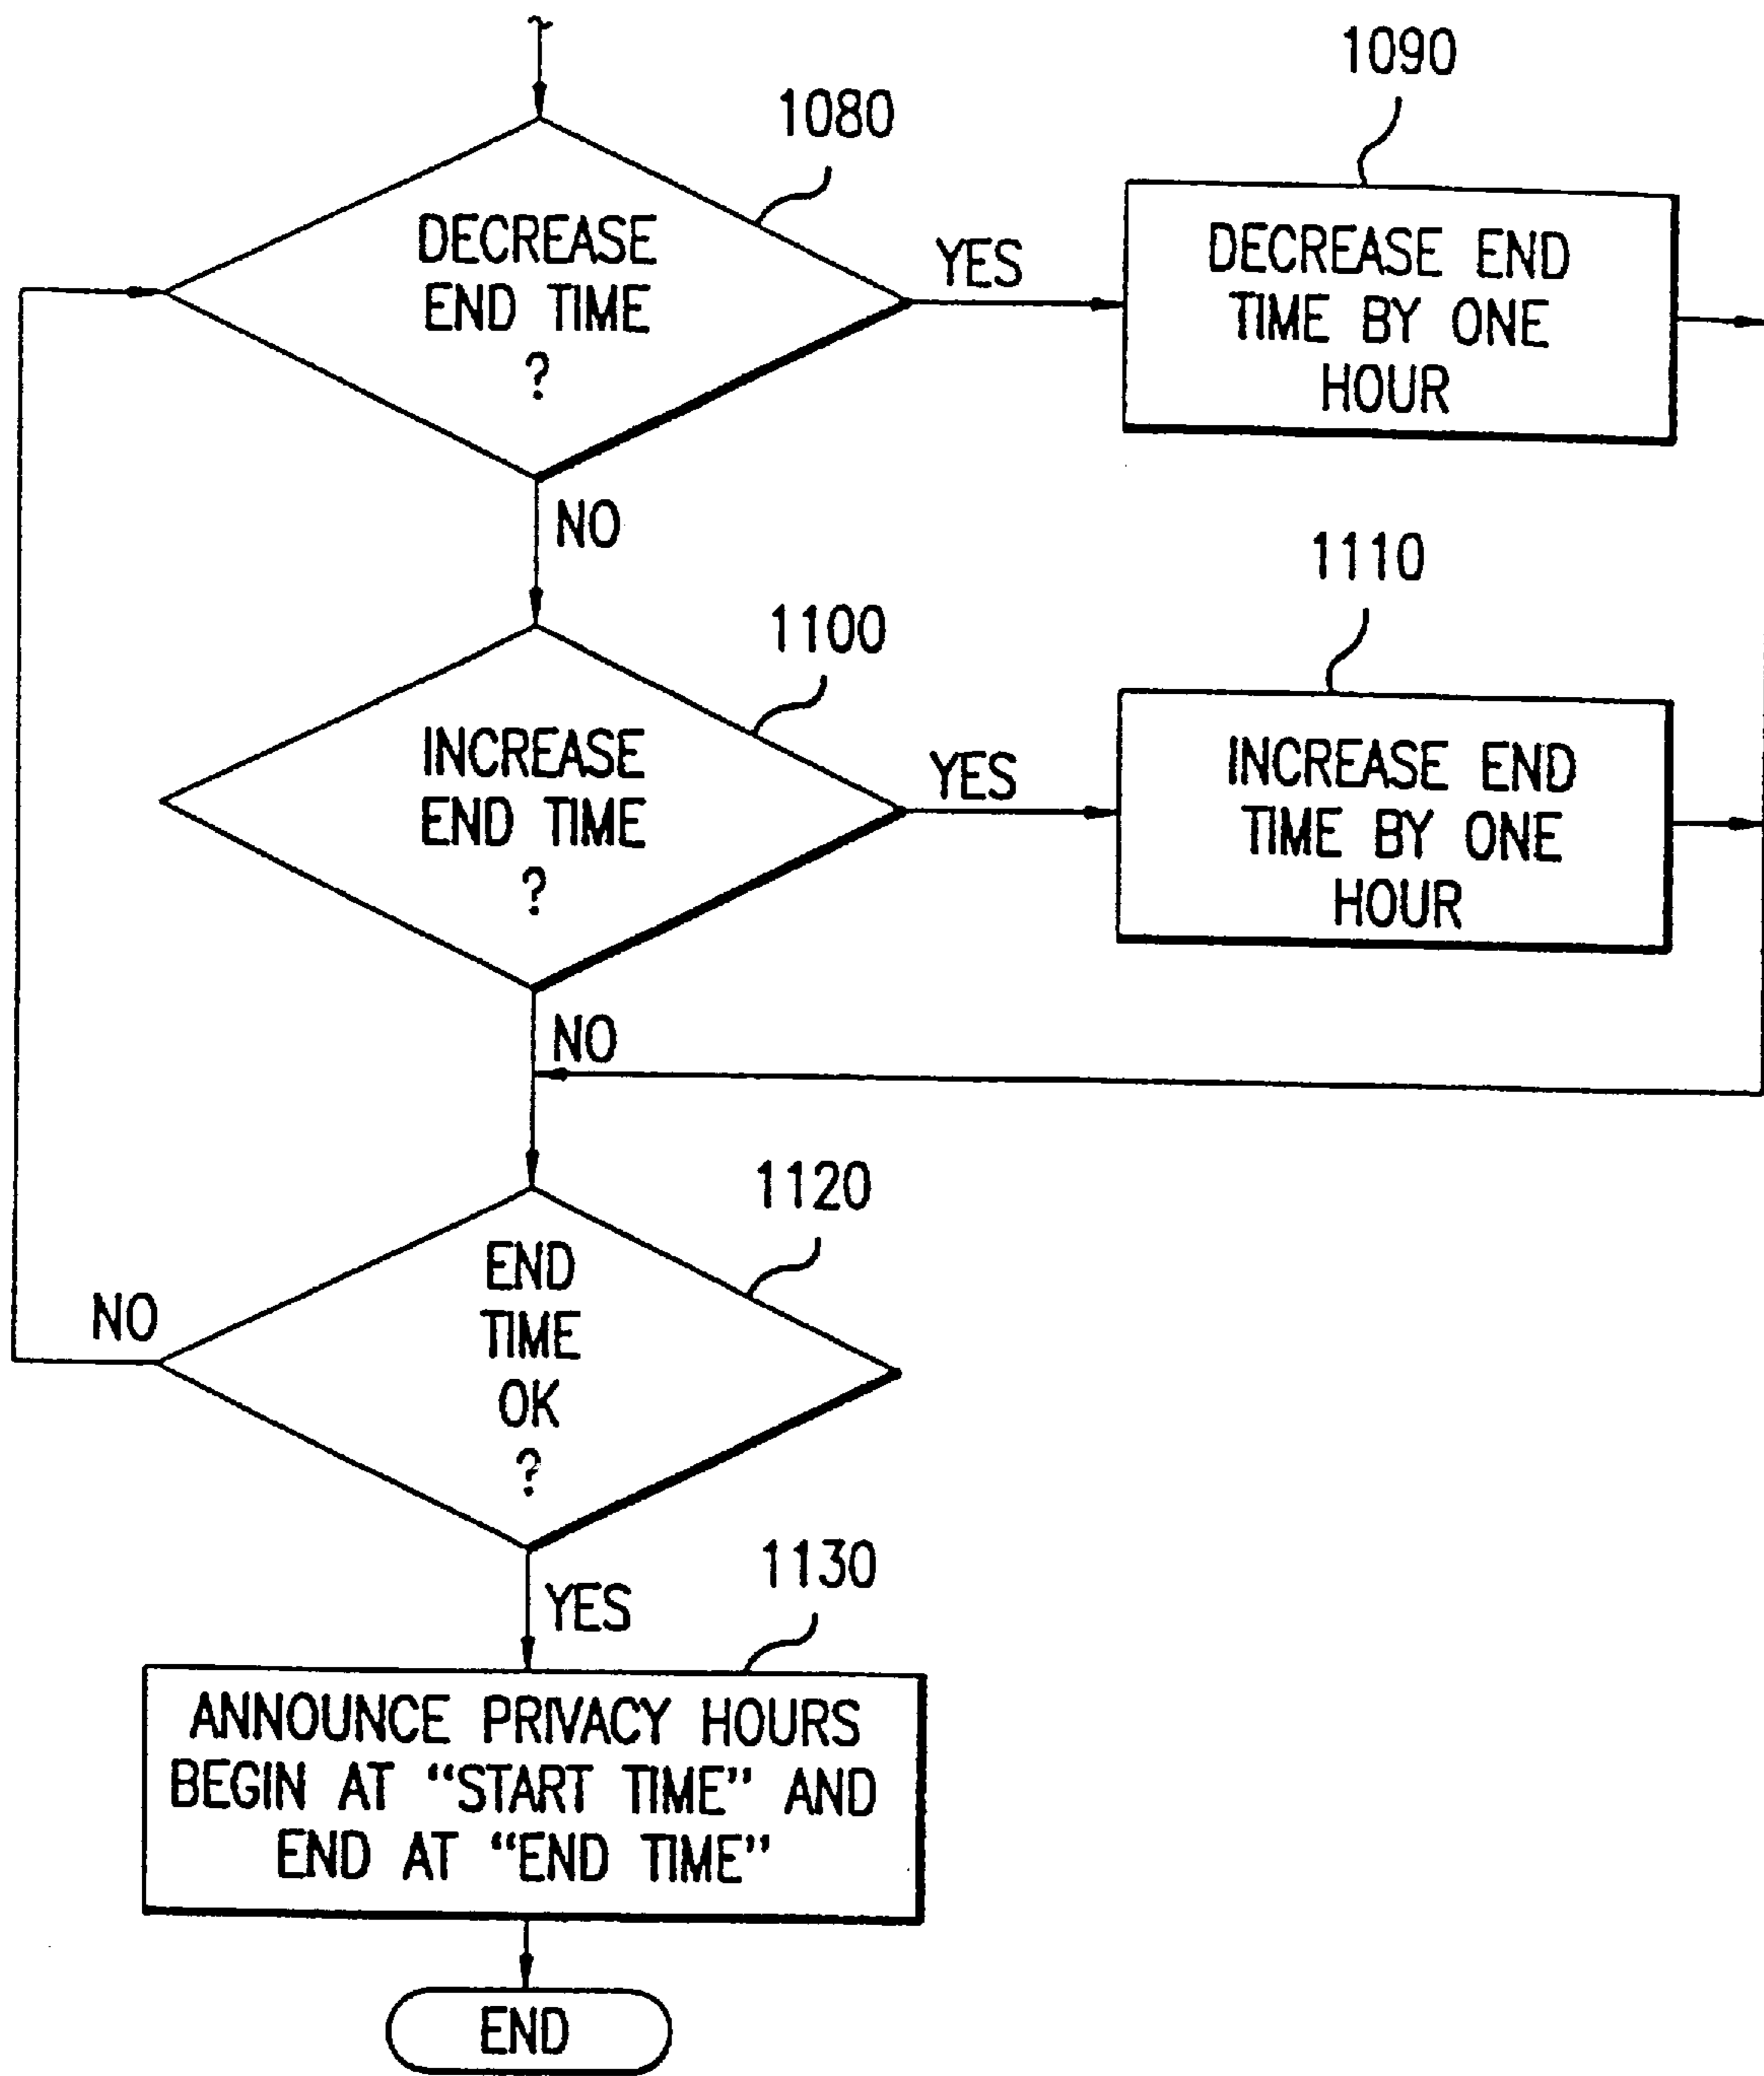 1080
1090
DECREASE
END TIME
?
YES
DECREASE END
TIME BY ONE
HOUR
NO
1100
1110
INCREASE
END TIME
?
YES
INCREASE END
TIME BY ONE
HOUR
NO
1120
END
TIME
OK
?
NO
YES
1130
ANNOUNCE PRIVACY HOURS
BEGIN AT “START TIME” AND
END AT “END TIME”
END